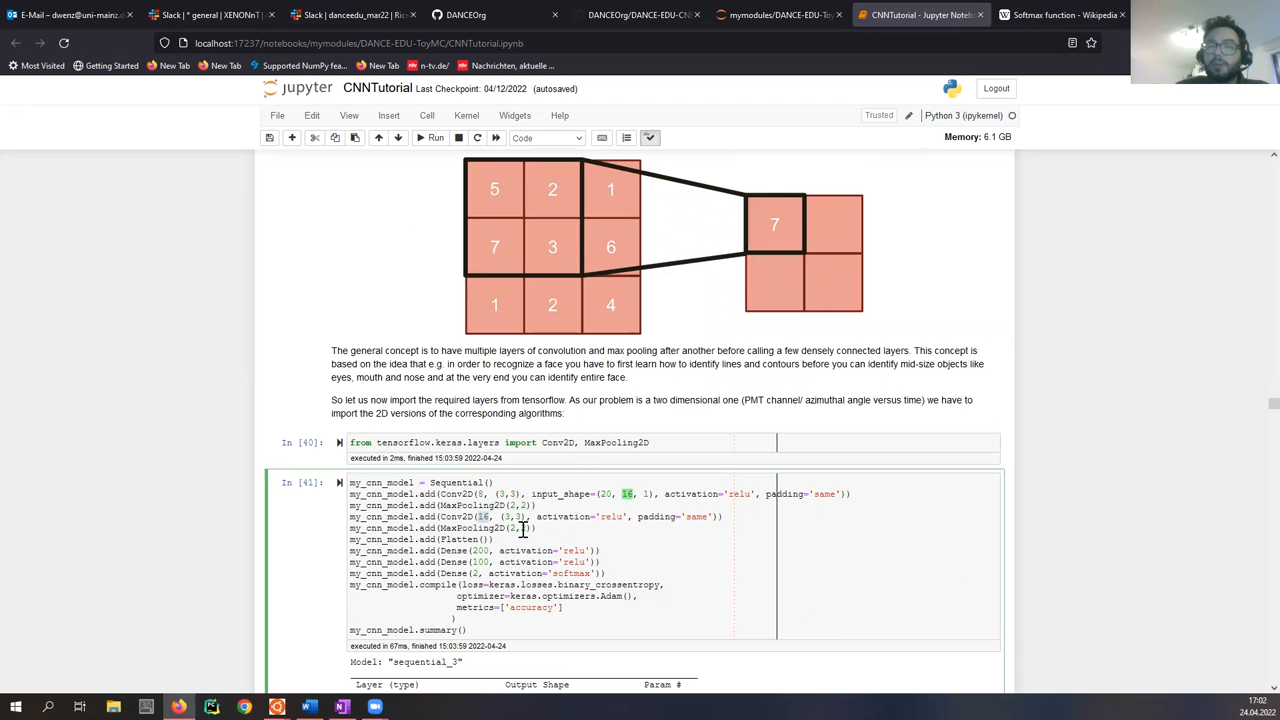 E-Mail – dwenz@uni-mainz.d
Slack | * general | XENONnT |
Slack | danceedu_mar22 | Ric
DANCEOrg
DANCEOrg/DANCE-EDU-CN
mymodules/DANCE-EDU-Toy
CNNTutorial - Jupyter Noteb
Softmax function - Wikipedia
localhost:17237/notebooks/mymodules/DANCE-EDU-ToyMC/CNNTutorial.ipynb
Most Visited
Getting Started
New Tab
Supported NumPy fea
New Tab
n-tv.de/
Nachrichten, aktuelle ...
jupyter
CNNTutorial Last Checkpoint: 04/12/2022 (autosaved)
Logout
File Edit View Insert Cell Kernel Widgets Help
Trusted
Python 3 (ipykernel)
Run
Code
Memory: 6.1 GB
5 2 1
7
7 3 6
1 2 4
The general concept is to have multiple layers of convolution and max pooling after another before calling a few densely connected layers. This concept is
based on the idea that e.g. in order to recognize a face you have to first learn how to identify lines and contours before you can identify mid-size objects like
eyes, mouth and nose and at the very end you can identify entire face.
So let us now import the required layers from tensorflow. As our problem is a two dimensional one (PMT channel/ azimuthal angle versus time) we have to
import the 2D versions of the corresponding algorithms:
In [40]:
from tensorflow.keras.layers import Conv2D, MaxPooling2D
executed in 2ms, finished 15:03:59 2022-04-24
In [41]:
my_cnn_model = Sequential()
my_cnn_model.add(Conv2D(8, (3,3), input_shape=(20, 16, 1), activation='relu', padding='same'))
my_cnn_model.add(MaxPooling2D(2,2))
my_cnn_model.add(Conv2D(16, (3,3), activation='relu', padding='same'))
my_cnn_model.add(MaxPooling2D(2,2))
my_cnn_model.add(Flatten())
my_cnn_model.add(Dense(200, activation='relu'))
my_cnn_model.add(Dense(100, activation='relu'))
my_cnn_model.add(Dense(2, activation='softmax'))
my_cnn_model.compile(loss=keras.losses.binary_crossentropy,
optimizer=keras.optimizers.Adam(),
metrics=['accuracy']
)
my_cnn_model.summary()
executed in 67ms, finished 15:03:59 2022-04-24
Model: "sequential_3"
Layer (type) Output Shape Param #
17:02
24.04.2022